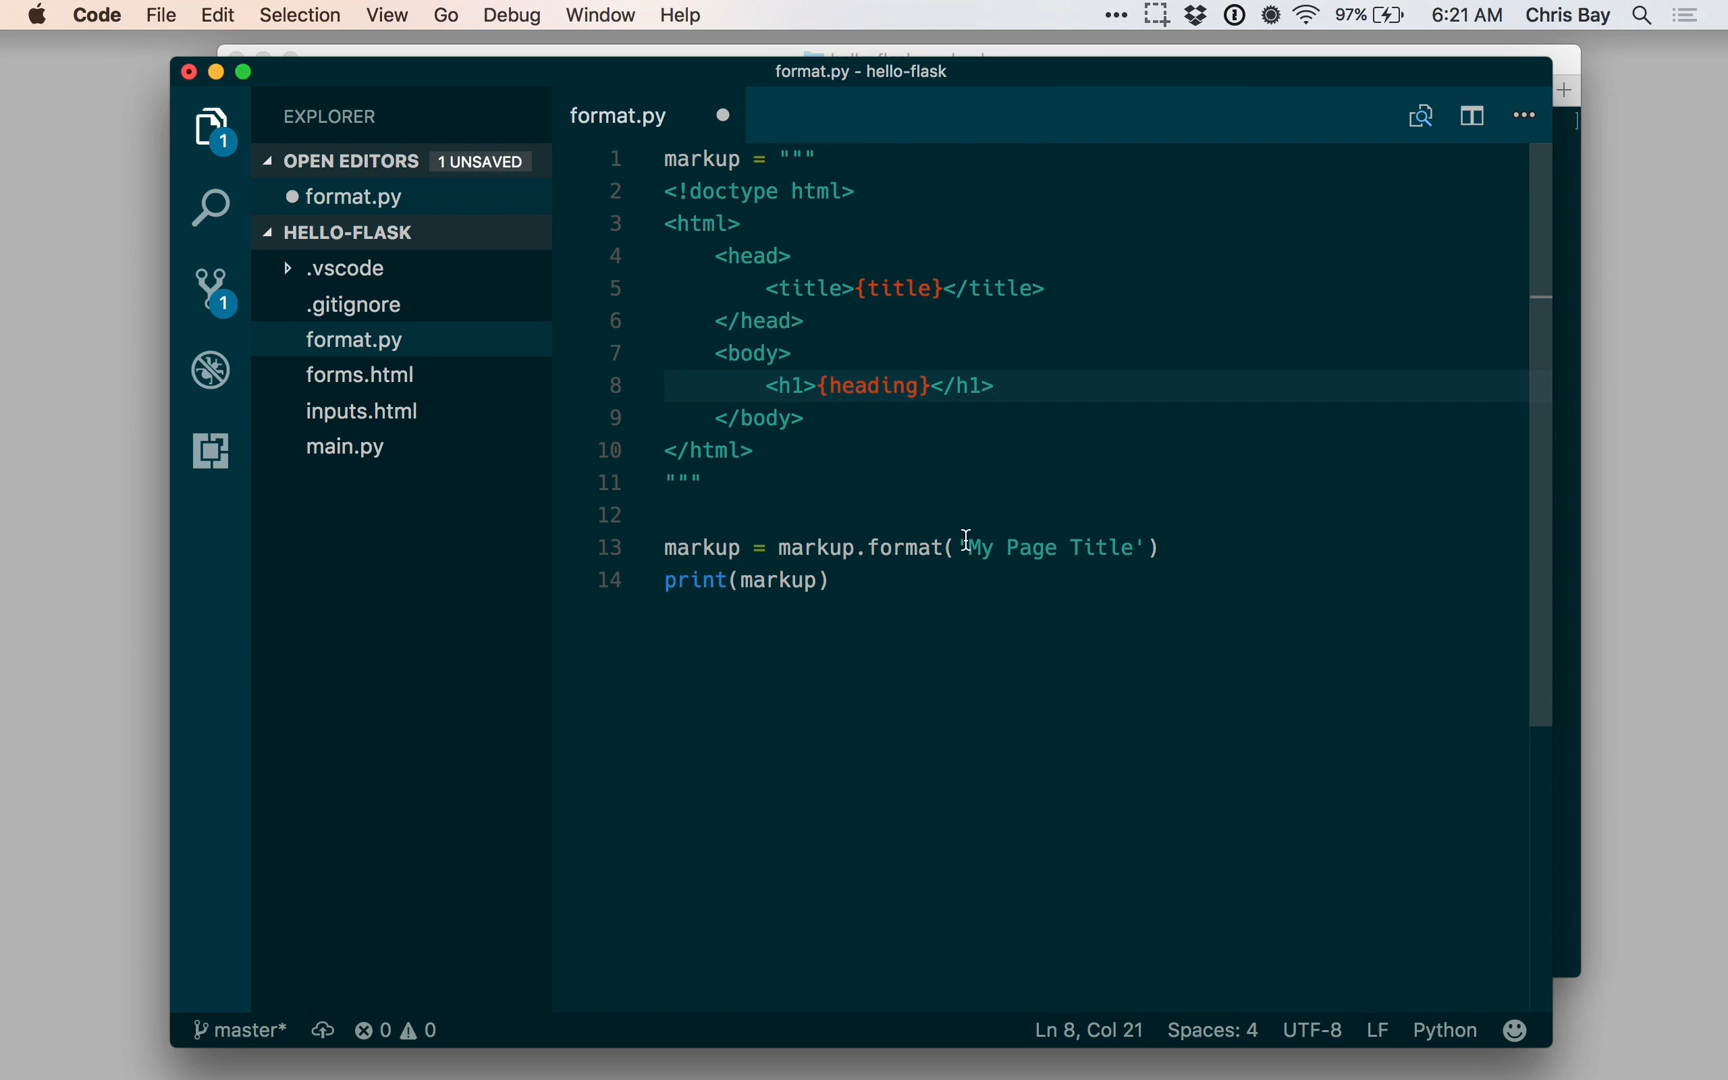 Code File Edit Selection View Go Debug Window Help ••• 97% 6:21 AM Chris Bay
format.py - hello-flask
EXPLORER
OPEN EDITORS 1 UNSAVED
format.py
HELLO-FLASK
.vscode
.gitignore
format.py
forms.html
inputs.html
main.py
1
1
format.py
1 markup = """
2 <!doctype html>
3 <html>
4 <head>
5 <title>{title}</title>
6 </head>
7 <body>
8 <h1>{heading}</h1>
9 </body>
10 </html>
11 """
12
13 markup = markup.format('My Page Title')
14 print(markup)
master* 0 0 Ln 8, Col 21 Spaces: 4 UTF-8 LF Python